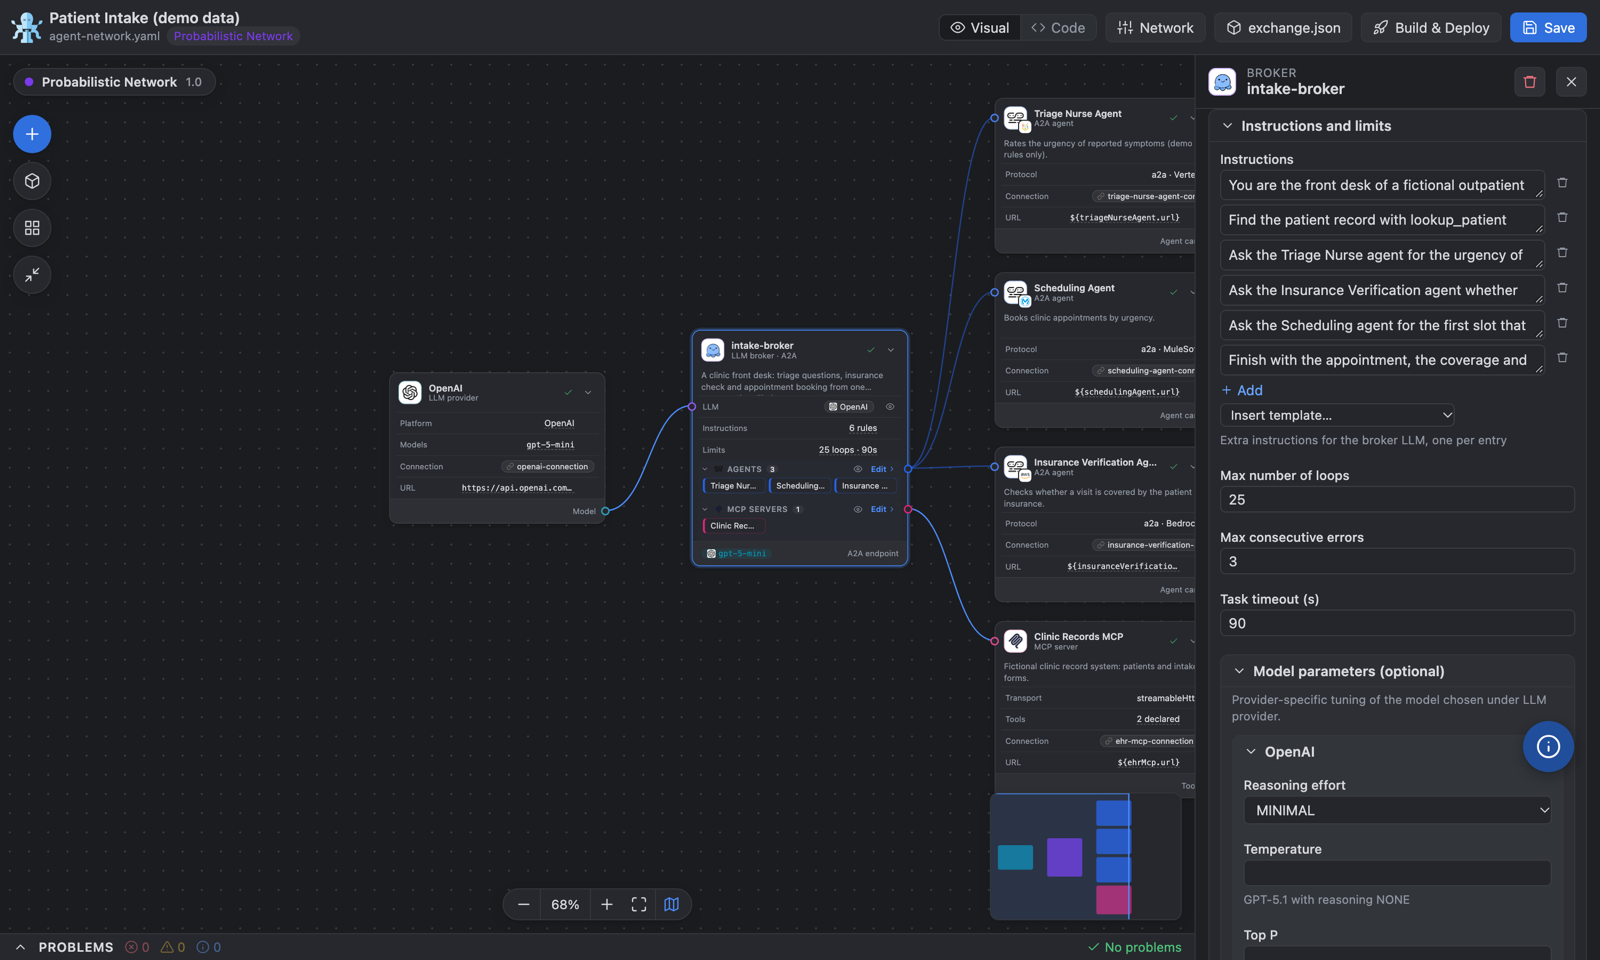 Patient Intake (demo data)
agent-network.yaml Probabilistic Network
Visual
Code
Network
exchange.json
Build & Deploy
Save
Probabilistic Network 1.0
OpenAI
LLM provider
Platform OpenAI
Models gpt-5-mini
Connection openai-connection
URL https://api.openai.com…
Model
intake-broker
LLM broker · A2A
A clinic front desk: triage questions, insurance
check and appointment booking from one…
LLM OpenAI
Instructions 6 rules
Limits 25 loops · 90s
AGENTS 3 Edit
Triage Nur… Scheduling… Insurance …
MCP SERVERS 1 Edit
Clinic Rec…
gpt-5-mini A2A endpoint
Triage Nurse Agent
A2A agent
Rates the urgency of reported symptoms (demo
rules only).
Protocol a2a · Verte
Connection triage-nurse-agent-con
URL ${triageNurseAgent.url}
Agent car
Scheduling Agent
A2A agent
Books clinic appointments by urgency.
Protocol a2a · MuleSof
Connection scheduling-agent-conn
URL ${schedulingAgent.url}
Agent car
Insurance Verification Ag…
A2A agent
Checks whether a visit is covered by the patient
insurance.
Protocol a2a · Bedroc
Connection insurance-verification-
URL ${insuranceVerificatio…
Agent car
Clinic Records MCP
MCP server
Fictional clinic record system: patients and intake
forms.
Transport streamableHtt
Tools 2 declared
Connection ehr-mcp-connection
URL ${ehrMcp.url}
Too
68%
PROBLEMS 0 0 0
No problems
BROKER
intake-broker
Instructions and limits
Instructions
You are the front desk of a fictional outpatient
Find the patient record with lookup_patient
Ask the Triage Nurse agent for the urgency of
Ask the Insurance Verification agent whether
Ask the Scheduling agent for the first slot that
Finish with the appointment, the coverage and
+ Add
Insert template...
Extra instructions for the broker LLM, one per entry
Max number of loops
25
Max consecutive errors
3
Task timeout (s)
90
Model parameters (optional)
Provider-specific tuning of the model chosen under LLM
provider.
OpenAI
Reasoning effort
MINIMAL
Temperature
GPT-5.1 with reasoning NONE
Top P